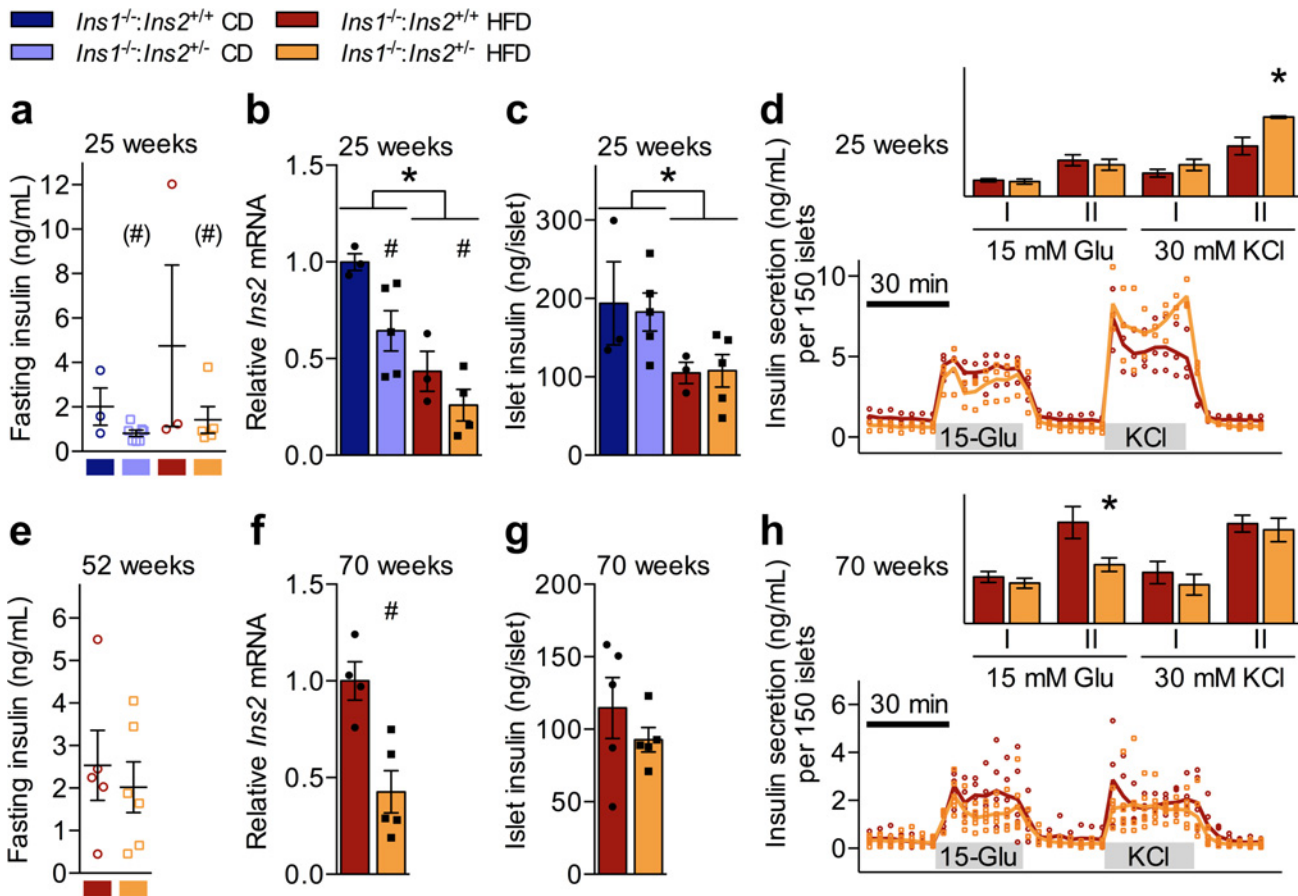 Ins1-/-:Ins2+/+ CD
Ins1-/-:Ins2+/+ HFD
Ins1-/-:Ins2+/- CD
Ins1-/-:Ins2+/- HFD
a
25 weeks
Fasting insulin (ng/mL)
12
10
8
6
4
2
0
(#)
(#)
b
25 weeks
Relative Ins2 mRNA
1.5
1.0
0.5
0.0
*
#
#
c
25 weeks
Islet insulin (ng/islet)
300
200
100
0
*
d
25 weeks
*
I
II
I
II
15 mM Glu
30 mM KCl
Insulin secretion (ng/mL)
per 150 islets
10
5
0
30 min
15-Glu
KCl
e
52 weeks
Fasting insulin (ng/mL)
6
5
4
3
2
1
0
f
70 weeks
Relative Ins2 mRNA
1.5
1.0
0.5
0.0
#
g
70 weeks
Islet insulin (ng/islet)
200
150
100
50
0
h
70 weeks
*
I
II
I
II
15 mM Glu
30 mM KCl
Insulin secretion (ng/mL)
per 150 islets
6
4
2
0
30 min
15-Glu
KCl